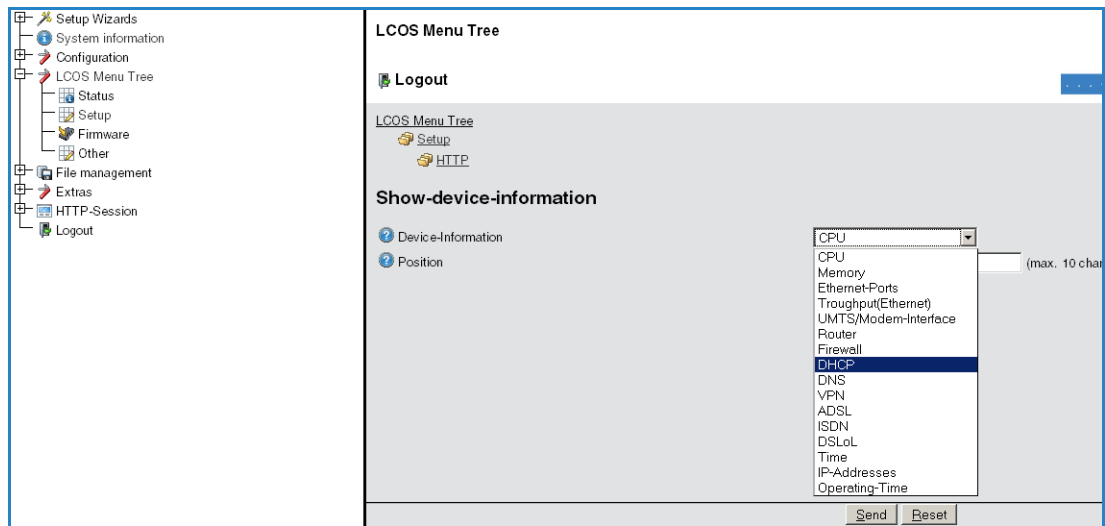 Setup Wizards
System information
Configuration
LCOS Menu Tree
Status
Setup
Firmware
Other
File management
Extras
HTTP-Session
Logout
LCOS Menu Tree
Logout
LCOS Menu Tree
Setup
HTTP
Show-device-information
Device-Information
CPU
Position
(max. 10 char
CPU
Memory
Ethernet-Ports
Troughput(Ethernet)
UMTS/Modem-Interface
Router
Firewall
DHCP
DNS
VPN
ADSL
ISDN
DSLoL
Time
IP-Addresses
Operating-Time
Send Reset